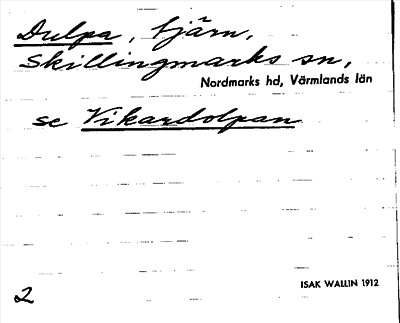 Dulpa, tjärn,
Skillingmarks sn,
Nordmarks hd, Värmlands län
se Vikardolpan
2
ISAK WALLIN 1912